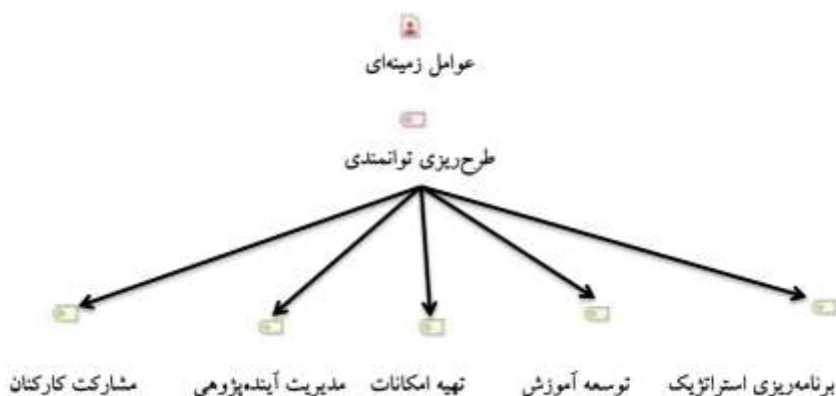 عوامل زمینه‌ای
طرح‌ریزی توانمندی
برنامه‌ریزی استراتژیک
توسعه آموزش
تهیه امکانات
مدیریت آینده‌پژوهی
مشارکت کارکنان